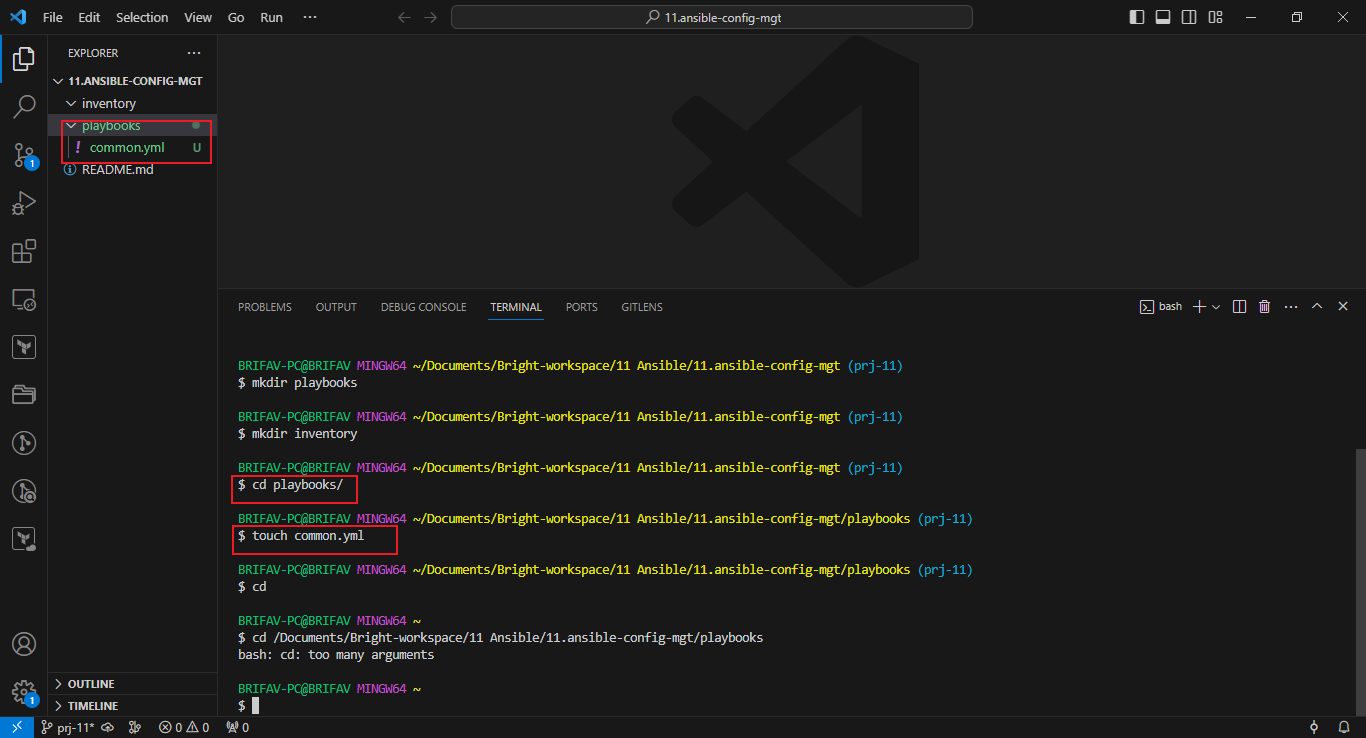 File Edit Selection View Go Run ···
11.ansible-config-mgt
EXPLORER ···
11.ANSIBLE-CONFIG-MGT
inventory
playbooks
! common.yml U
README.md
1
1
OUTLINE
TIMELINE
PROBLEMS OUTPUT DEBUG CONSOLE TERMINAL PORTS GITLENS
bash
BRIFAV-PC@BRIFAV MINGW64 ~/Documents/Bright-workspace/11 Ansible/11.ansible-config-mgt (prj-11)
$ mkdir playbooks
BRIFAV-PC@BRIFAV MINGW64 ~/Documents/Bright-workspace/11 Ansible/11.ansible-config-mgt (prj-11)
$ mkdir inventory
BRIFAV-PC@BRIFAV MINGW64 ~/Documents/Bright-workspace/11 Ansible/11.ansible-config-mgt (prj-11)
$ cd playbooks/
BRIFAV-PC@BRIFAV MINGW64 ~/Documents/Bright-workspace/11 Ansible/11.ansible-config-mgt/playbooks (prj-11)
$ touch common.yml
BRIFAV-PC@BRIFAV MINGW64 ~/Documents/Bright-workspace/11 Ansible/11.ansible-config-mgt/playbooks (prj-11)
$ cd
BRIFAV-PC@BRIFAV MINGW64 ~
$ cd /Documents/Bright-workspace/11 Ansible/11.ansible-config-mgt/playbooks
bash: cd: too many arguments
BRIFAV-PC@BRIFAV MINGW64 ~
$
prj-11* 0 0 0